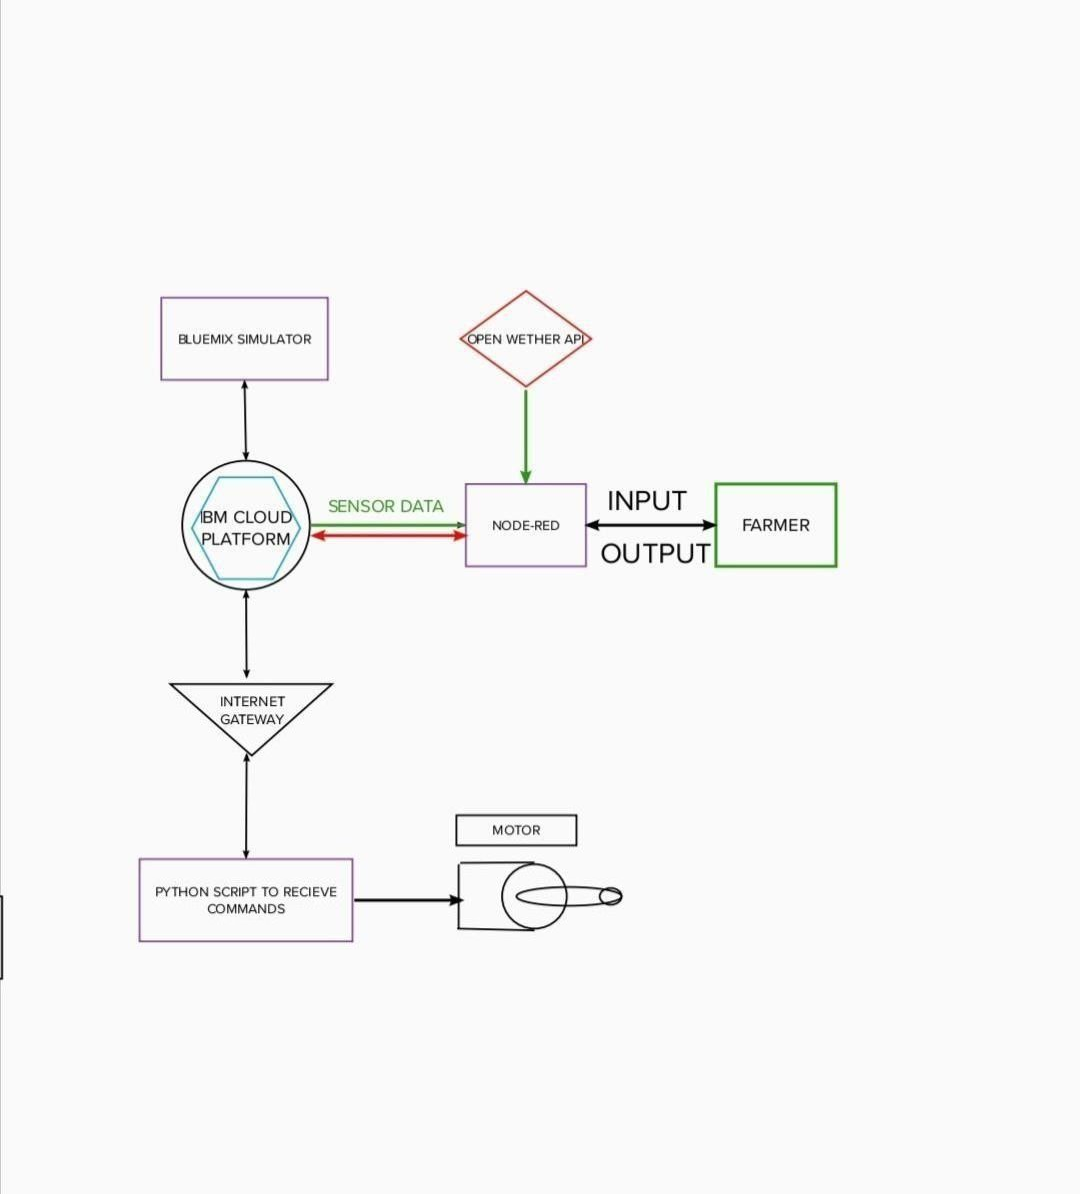 BLUEMIX SIMULATOR
OPEN WETHER API
IBM CLOUD
PLATFORM
SENSOR DATA
NODE-RED
INPUT
OUTPUT
FARMER
INTERNET
GATEWAY
MOTOR
PYTHON SCRIPT TO RECIEVE
COMMANDS